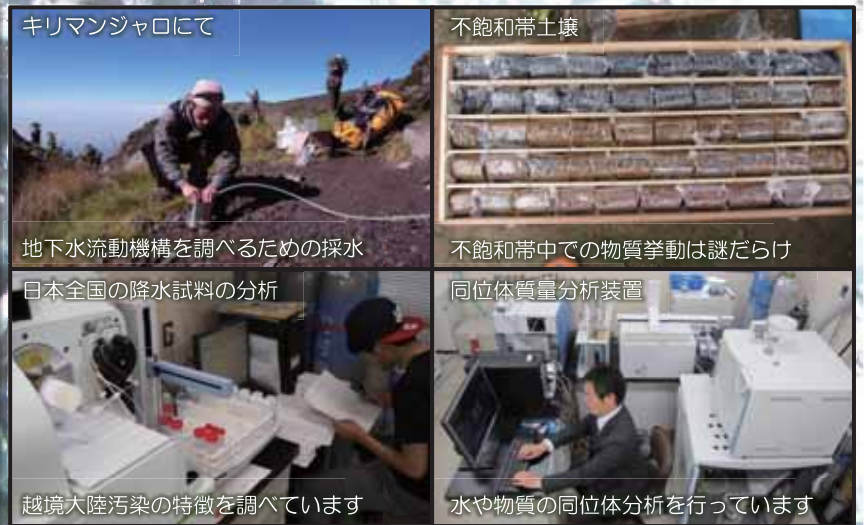 キリマンジャロにて
地下水流動機構を調べるための採水
不飽和帯土壌
不飽和帯中での物質挙動は謎だらけ
日本全国の降水試料の分析
越境大陸汚染の特徴を調べています
同位体質量分析装置
水や物質の同位体分析を行っています